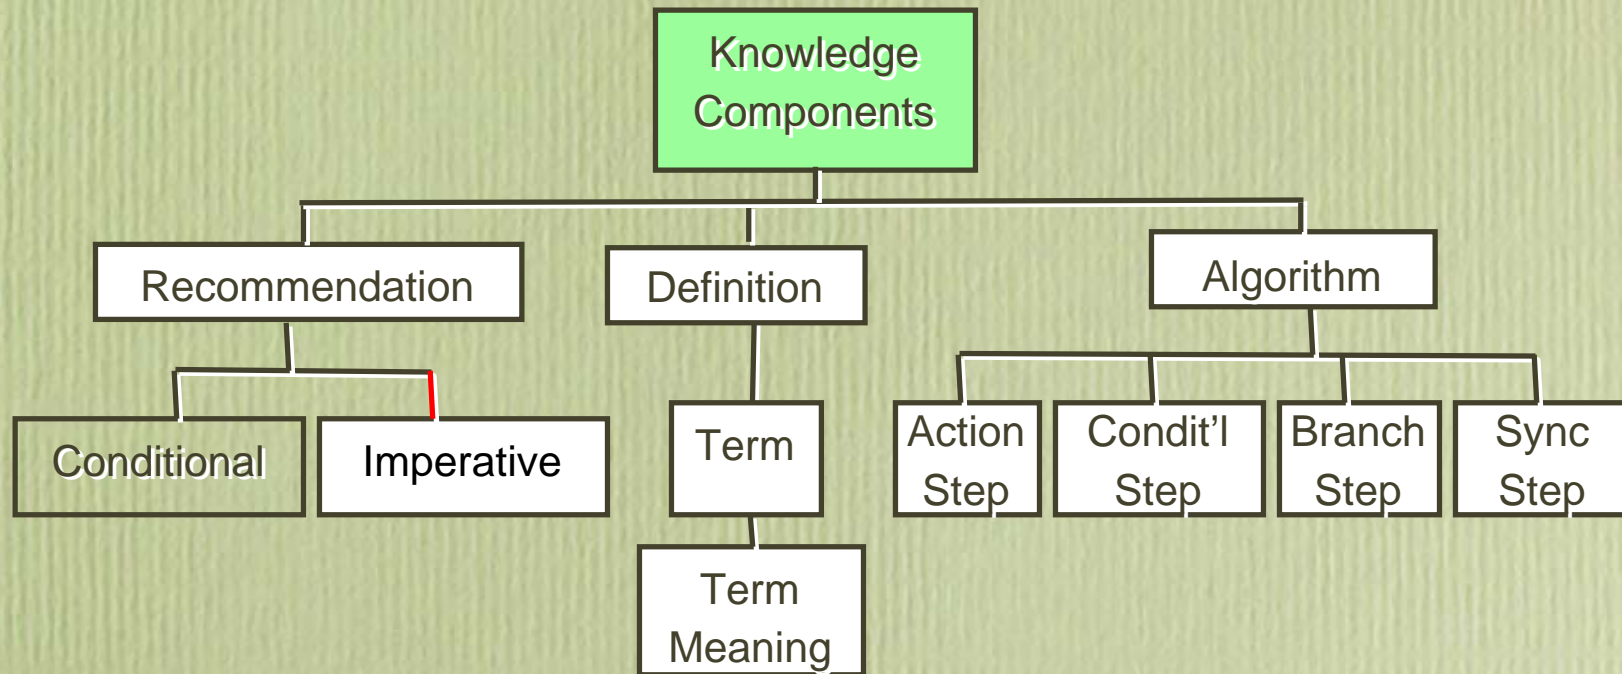 Knowledge
Components
Recommendation
Definition
Algorithm
Conditional
Imperative
Term
Action
Step
Condit'l
Step
Branch
Step
Sync
Step
Term
Meaning